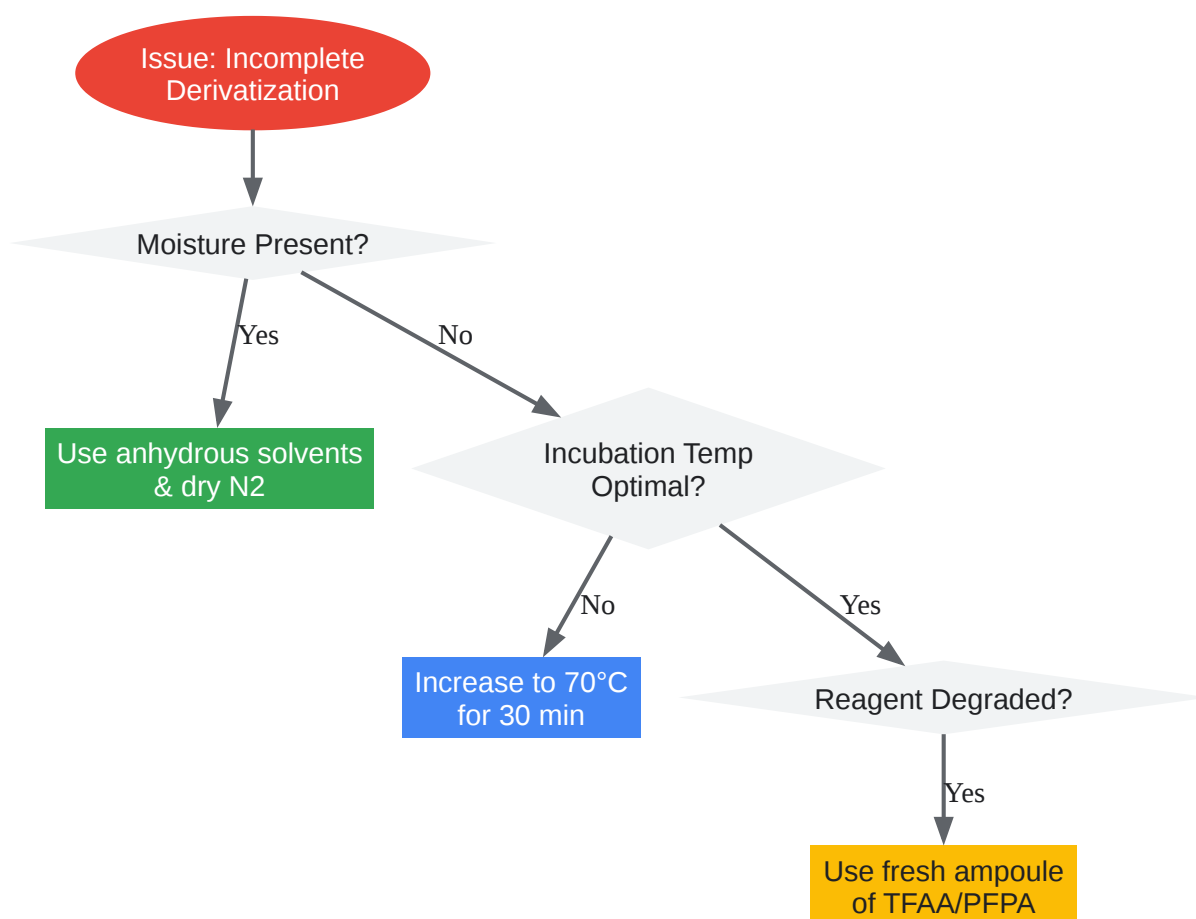 Issue: Incomplete
Derivatization
Moisture Present?
Yes
No
Use anhydrous solvents
& dry N2
Incubation Temp
Optimal?
No
Yes
Increase to 70°C
for 30 min
Reagent Degraded?
Yes
Use fresh ampoule
of TFAA/PFPA